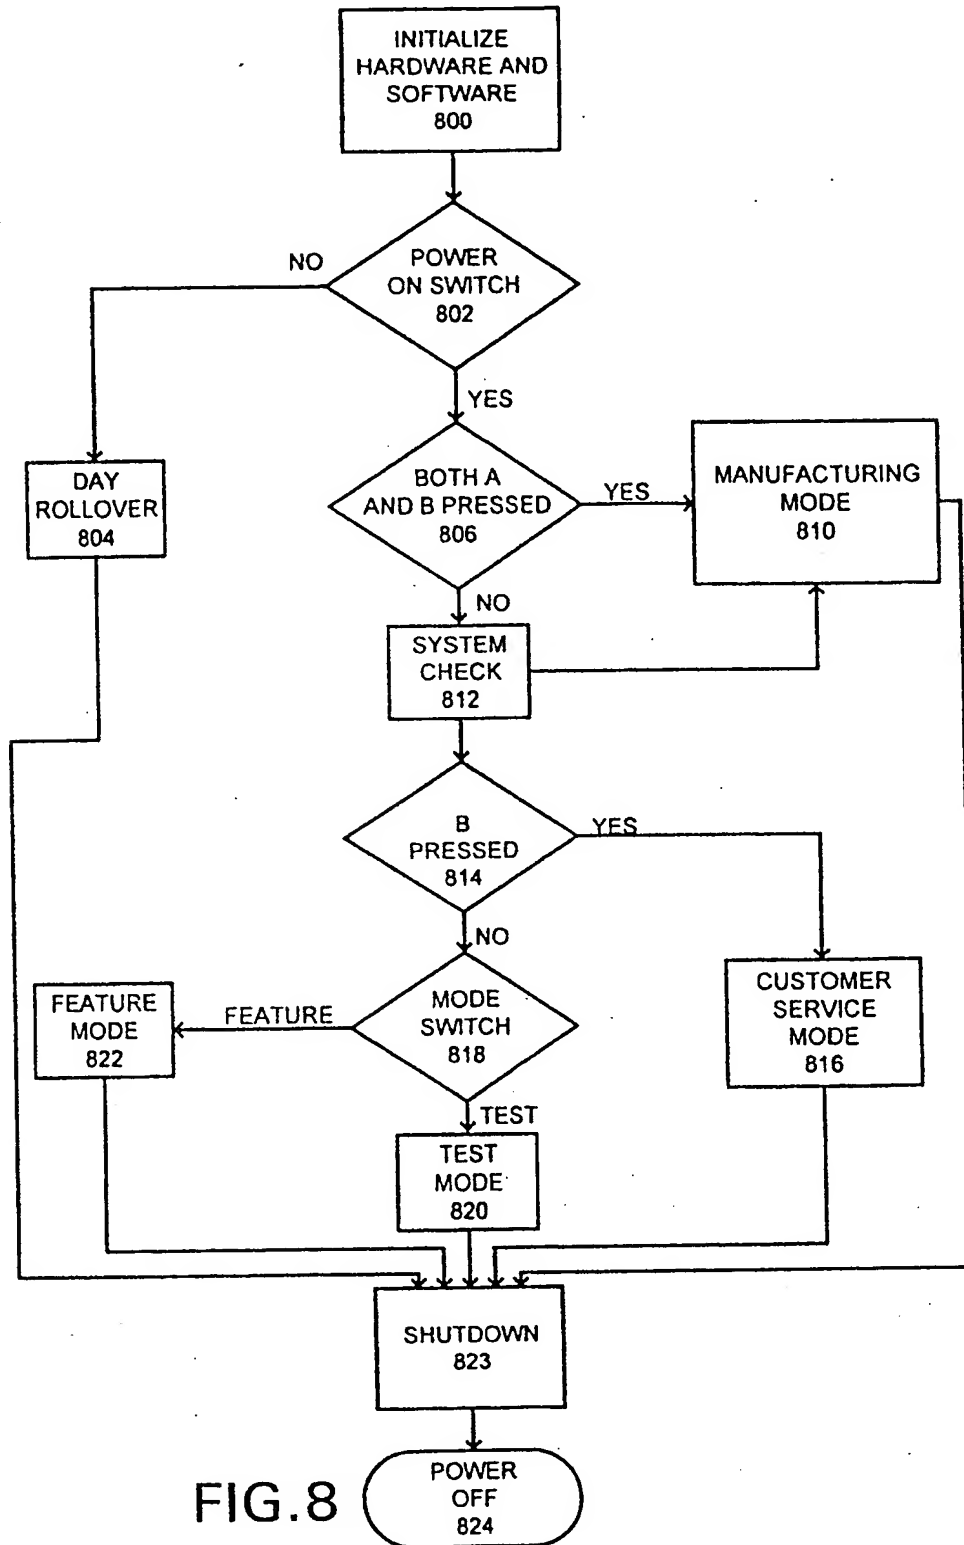 INITIALIZE
HARDWARE AND
SOFTWARE
800
NO
POWER
ON SWITCH
802
YES
DAY
ROLLOVER
804
BOTH A
AND B PRESSED
806
YES
MANUFACTURING
MODE
810
NO
SYSTEM
CHECK
812
B
PRESSED
814
YES
NO
FEATURE
MODE
822
FEATURE
MODE
SWITCH
818
CUSTOMER
SERVICE
MODE
816
TEST
TEST
MODE
820
SHUTDOWN
823
POWER
OFF
824
FIG.8